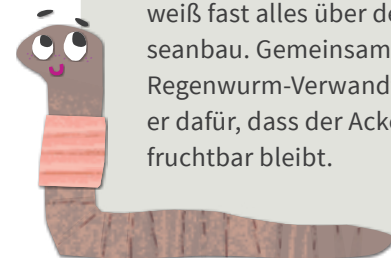 weiß fast alles über de
seanbau. Gemeinsam
Regenwurm-Verwand
er dafür, dass der Acke
fruchtbar bleibt.